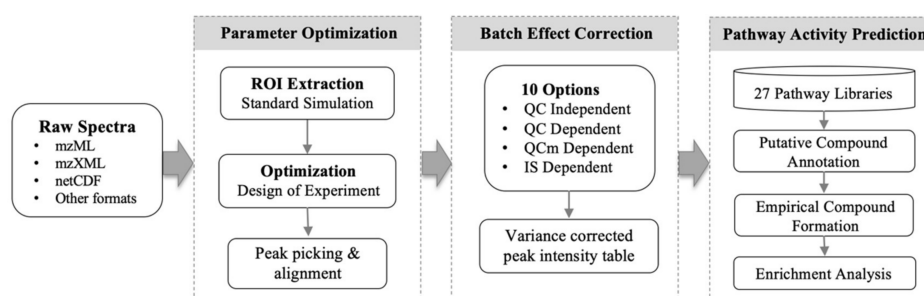 Parameter Optimization
Batch Effect Correction
Pathway Activity Prediction
Raw Spectra
• mzML
• mzXML
• netCDF
• Other formats
ROI Extraction
Standard Simulation
Optimization
Design of Experiment
Peak picking &
alignment
10 Options
• QC Independent
• QC Dependent
• QCm Dependent
• IS Dependent
Variance corrected
peak intensity table
27 Pathway Libraries
Putative Compound
Annotation
Empirical Compound
Formation
Enrichment Analysis